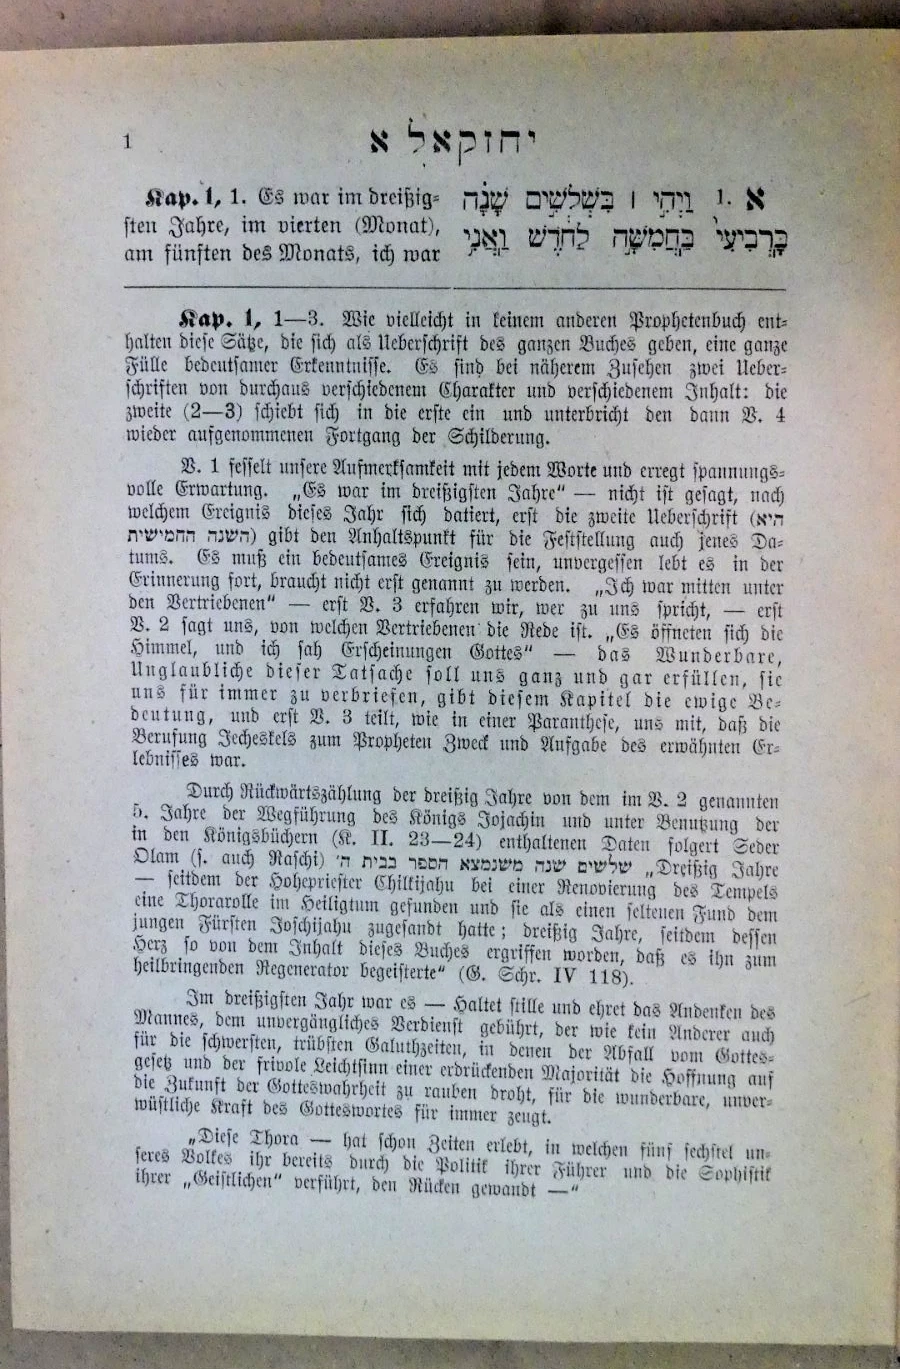 1
יחזקאל א
Kap. 1, 1. Es war im dreißig-
sten Jahre, im vierten (Monat),
am fünften des Monats, ich war
א 1. וַיְהִ֣י ׀ בִּשְׁלֹשִׁ֣ים שָׁנָ֗ה
בָּֽרְבִיעִי֙ בַּחֲמִשָּׁ֣ה לַחֹ֔דֶשׁ וַאֲנִ֥י
Kap. 1, 1—3. Wie vielleicht in keinem anderen Prophetenbuch ent-
halten diese Sätze, die sich als Ueberschrift des ganzen Buches geben, eine ganze
Fülle bedeutsamer Erkenntnisse. Es sind bei näherem Zusehen zwei Ueber-
schriften von durchaus verschiedenem Charakter und verschiedenem Inhalt: die
zweite (2—3) schiebt sich in die erste ein und unterbricht den dann V. 4
wieder aufgenommenen Fortgang der Schilderung.
V. 1 fesselt unsere Aufmerksamkeit mit jedem Worte und erregt spannungs-
volle Erwartung. „Es war im dreißigsten Jahre“ — nicht ist gesagt, nach
welchem Ereignis dieses Jahr sich datiert, erst die zweite Ueberschrift (היא
השנה החמישית) gibt den Anhaltspunkt für die Feststellung auch jenes Da-
tums. Es muß ein bedeutsames Ereignis sein, unvergessen lebt es in der
Erinnerung fort, braucht nicht erst genannt zu werden. „Ich war mitten unter
den Vertriebenen“ — erst V. 3 erfahren wir, wer zu uns spricht, — erst
V. 2 sagt uns, von welchen Vertriebenen die Rede ist. „Es öffneten sich die
Himmel, und ich sah Erscheinungen Gottes“ — das Wunderbare,
Unglaubliche dieser Tatsache soll uns ganz und gar erfüllen, sie
uns für immer zu verbriefen, gibt diesem Kapitel die ewige Be-
deutung, und erst V. 3 teilt, wie in einer Paranthese, uns mit, daß die
Berufung Jecheskels zum Propheten Zweck und Aufgabe des erwähnten Er-
lebnisses war.
Durch Rückwärtszählung der dreißig Jahre von dem im V. 2 genannten
5. Jahre der Wegführung des Königs Jojachin und unter Benutzung der
in den Königsbüchern (K. II. 23—24) enthaltenen Daten folgert Seder
Olam (s. auch Raschi) שלשים שנה משנמצא הספר בבית ה׳ „Dreißig Jahre
— seitdem der Hohepriester Chilkijahu bei einer Renovierung des Tempels
eine Thorarolle im Heiligtum gefunden und sie als einen seltenen Fund dem
jungen Fürsten Joschijahu zugesandt hatte; dreißig Jahre, seitdem dessen
Herz so von dem Inhalt dieses Buches ergriffen worden, daß es ihn zum
heilbringenden Regenerator begeisterte“ (G. Schr. IV 118).
Im dreißigsten Jahr war es — Haltet stille und ehret das Andenken des
Mannes, dem unvergängliches Verdienst gebührt, der wie kein Anderer auch
für die schwersten, trübsten Galuthzeiten, in denen der Abfall vom Gottes-
gesetz und der frivole Leichtsinn einer erdrückenden Majorität die Hoffnung auf
die Zukunft der Gotteswahrheit zu rauben droht, für die wunderbare, unver-
wüstliche Kraft des Gotteswortes für immer zeugt.
„Diese Thora — hat schon Zeiten erlebt, in welchen fünf sechstel un-
seres Volkes ihr bereits durch die Politik ihrer Führer und die Sophistik
ihrer „Geistlichen“ verführt, den Rücken gewandt —“